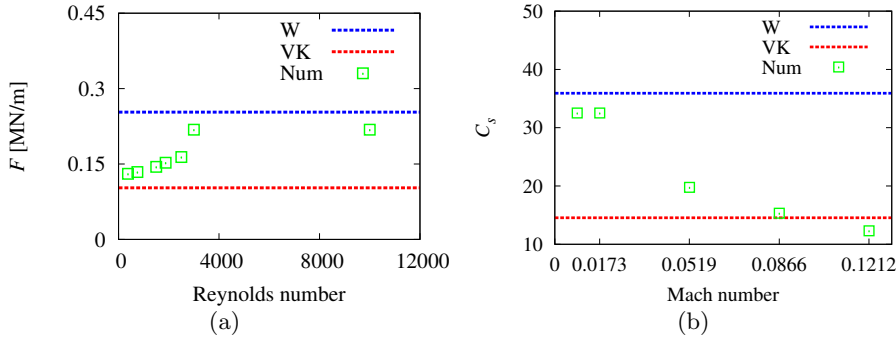 0.45
0.3
0.15
0
F [MN/m]
W
VK
Num
0 4000 8000 12000
Reynolds number
(a)
50
40
30
20
10
C_s
W
VK
Num
0 0.0173 0.0519 0.0866 0.1212
Mach number
(b)